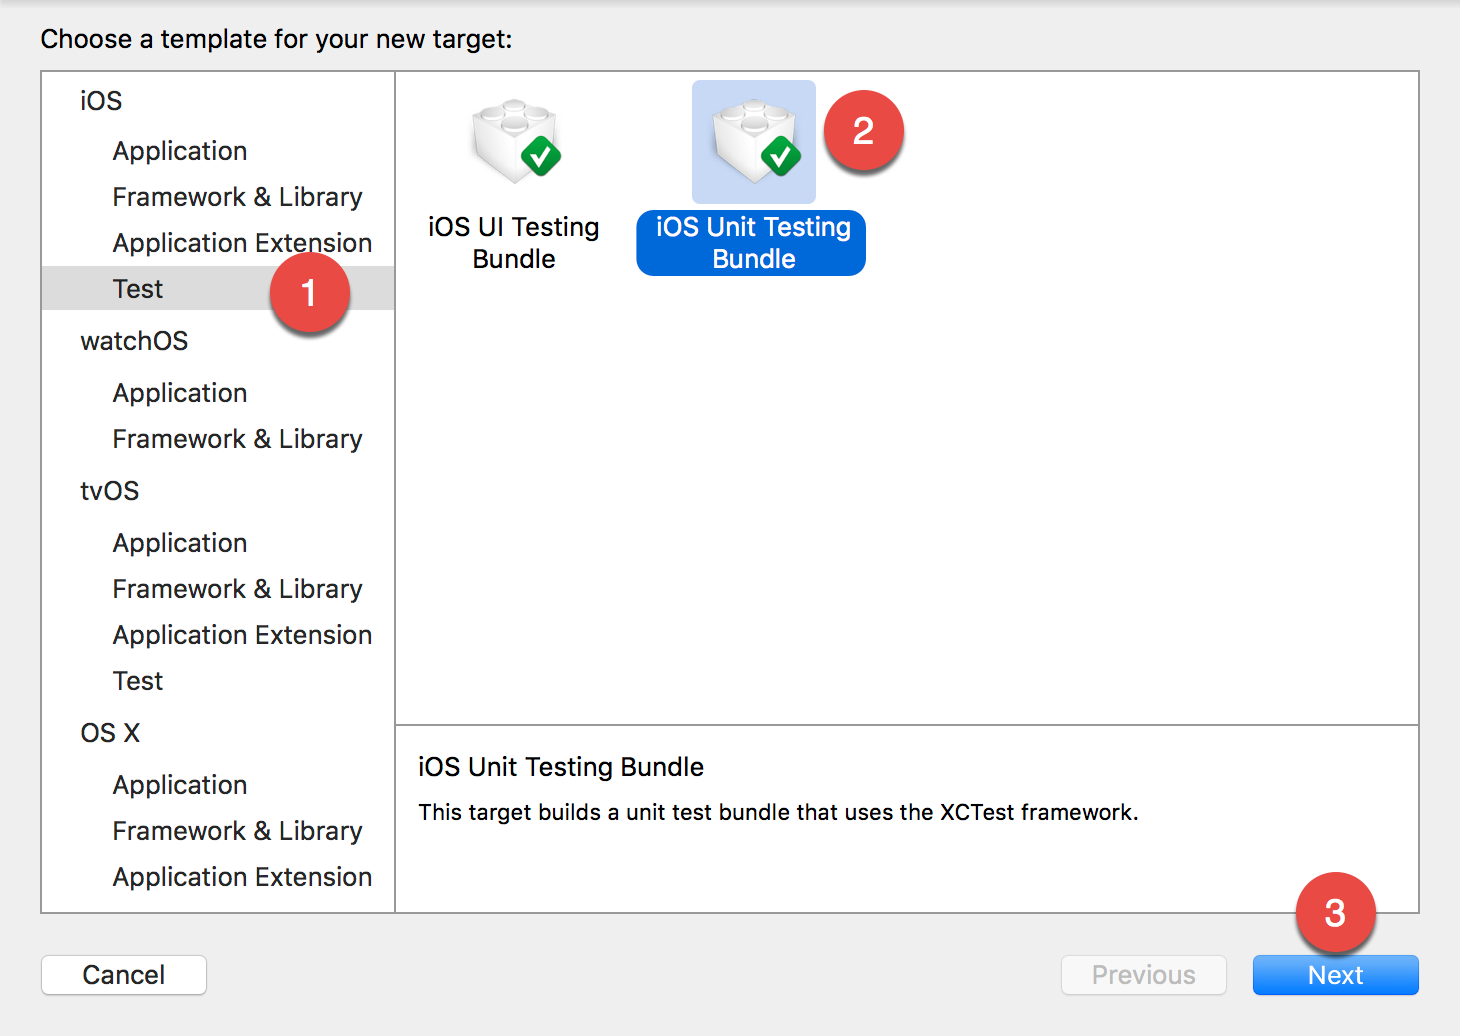 Choose a template for your new target:
iOS
Application
Framework & Library
Application Extension
Test
1
watchOS
Application
Framework & Library
tvOS
Application
Framework & Library
Application Extension
Test
OS X
Application
Framework & Library
Application Extension
iOS UI Testing
Bundle
iOS Unit Testing
Bundle
2
iOS Unit Testing Bundle
This target builds a unit test bundle that uses the XCTest framework.
3
Cancel
Previous
Next